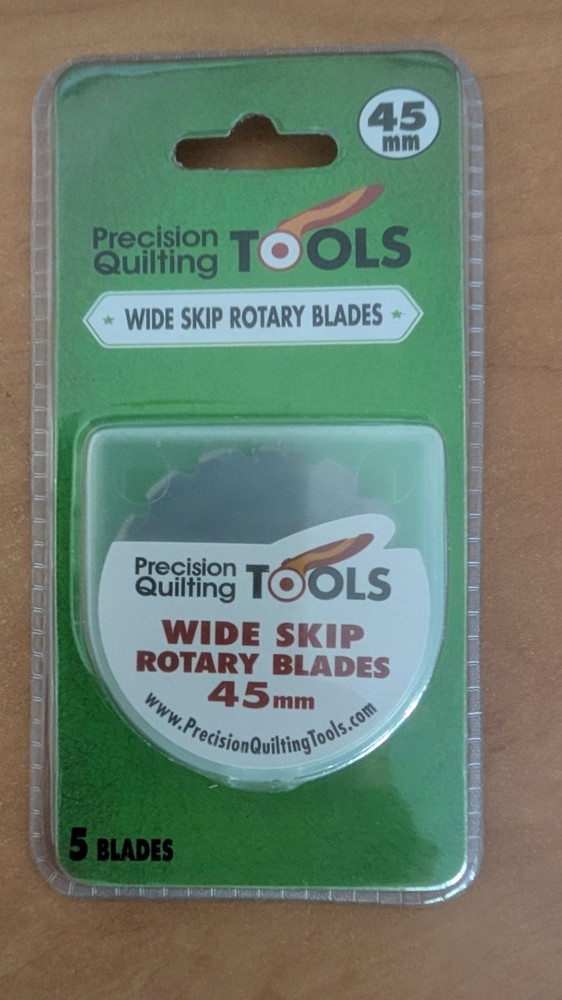 45
mm
Precision
Quilting
TOOLS
WIDE SKIP ROTARY BLADES
Precision
Quilting
TOOLS
WIDE SKIP
ROTARY BLADES
45mm
www.PrecisionQuiltingTools.com
5 BLADES